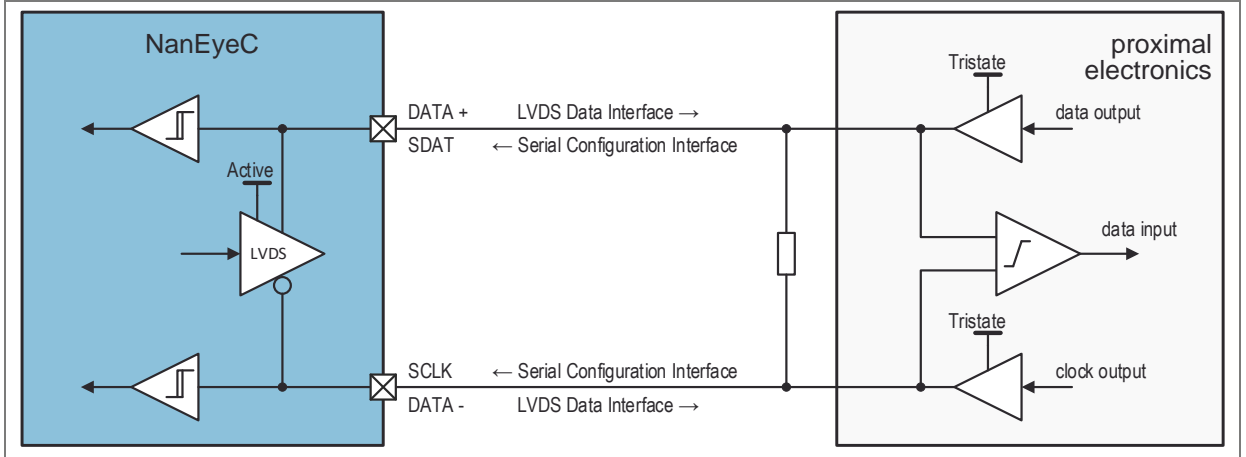 NanEyeC
proximal
electronics
Tristate
DATA + LVDS Data Interface →
data output
SDAT ← Serial Configuration Interface
Active
LVDS
data input
Tristate
SCLK ← Serial Configuration Interface
clock output
DATA - LVDS Data Interface →